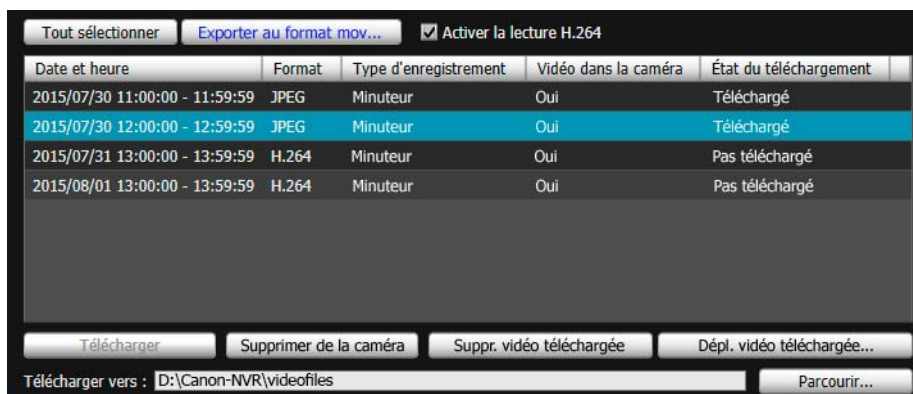 Tout sélectionner Exporter au format mov... Activer la lecture H.264
Date et heure Format Type d'enregistrement Vidéo dans la caméra État du téléchargement
2015/07/30 11:00:00 - 11:59:59 JPEG Minuteur Oui Téléchargé
2015/07/30 12:00:00 - 12:59:59 JPEG Minuteur Oui Téléchargé
2015/07/31 13:00:00 - 13:59:59 H.264 Minuteur Oui Pas téléchargé
2015/08/01 13:00:00 - 13:59:59 H.264 Minuteur Oui Pas téléchargé
Télécharger Supprimer de la caméra Suppr. vidéo téléchargée Dépl. vidéo téléchargée...
Télécharger vers : D:\Canon-NVR\videofiles Parcourir...